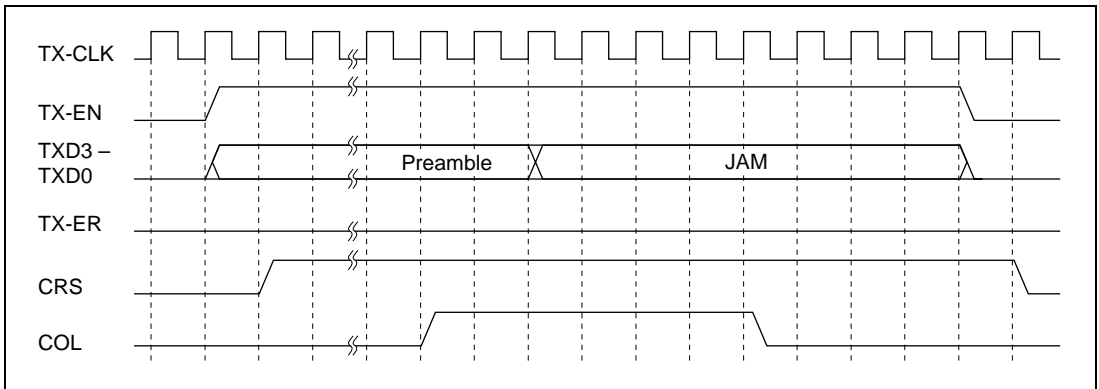 TX-CLK
TX-EN
TXD3 –
TXD0
Preamble
JAM
TX-ER
CRS
COL